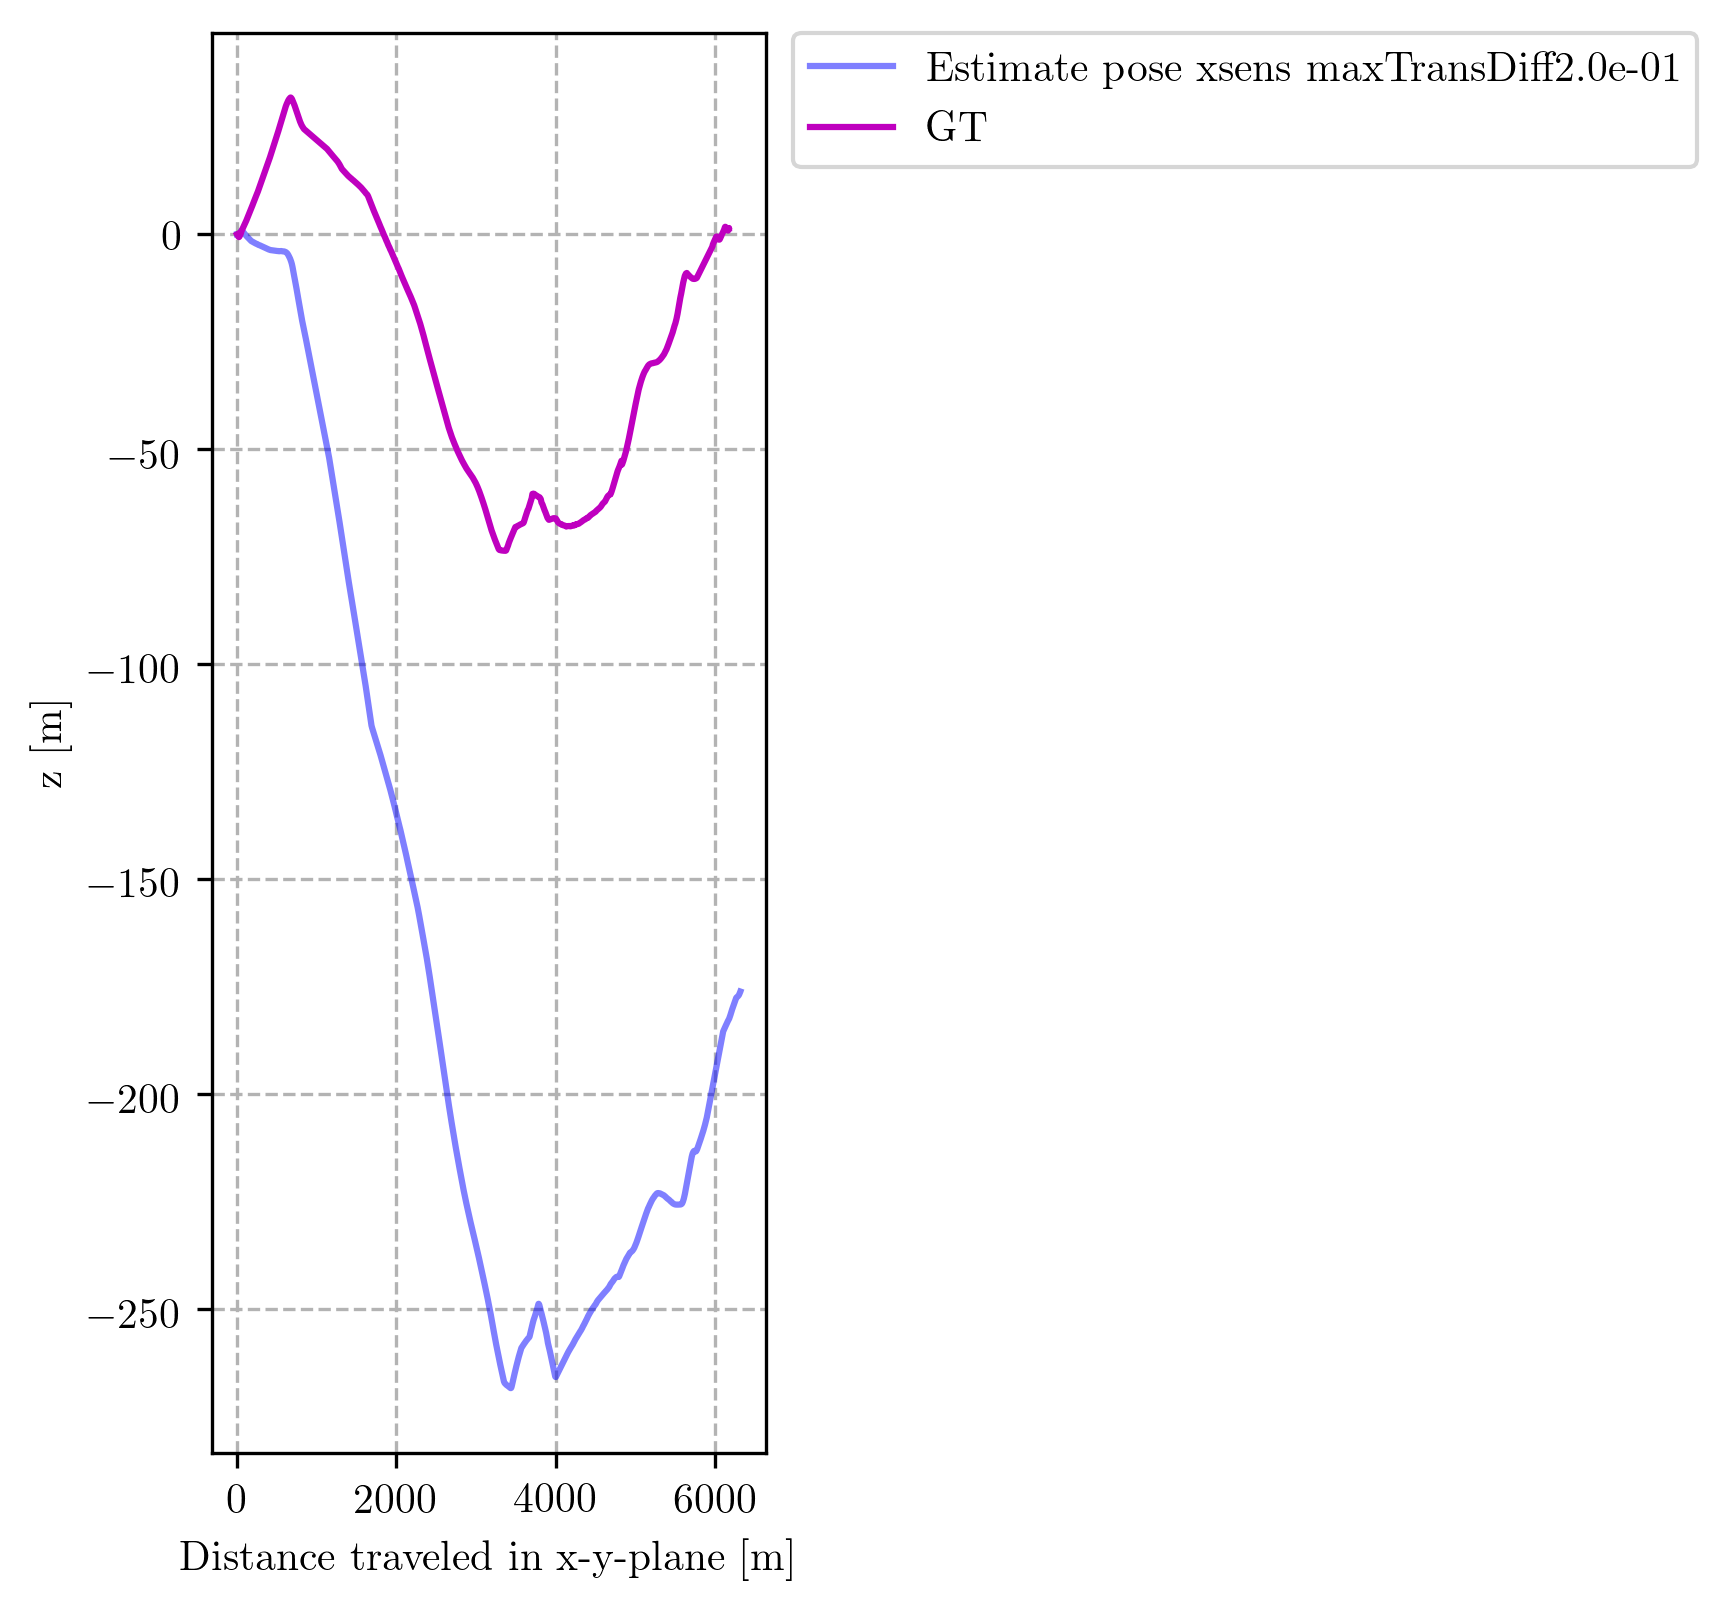 Estimate pose xsens maxTransDiff2.0e-01
GT
0
−50
−100
−150
−200
−250
z [m]
0 2000 4000 6000
Distance traveled in x-y-plane [m]